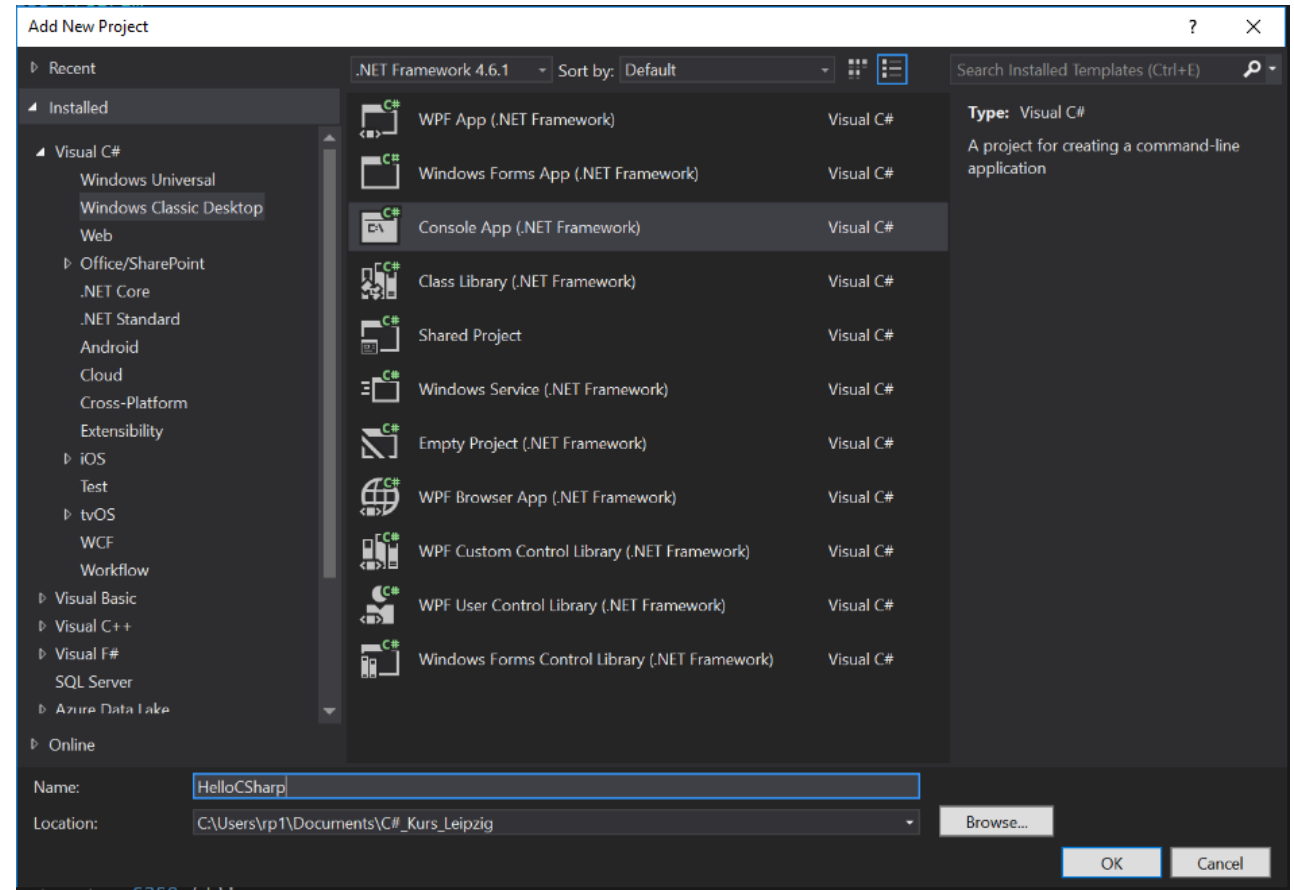 Add New Project
?
Recent
.NET Framework 4.6.1
Sort by: Default
Search Installed Templates (Ctrl+E)
Installed
Visual C#
Windows Universal
Windows Classic Desktop
Web
Office/SharePoint
.NET Core
.NET Standard
Android
Cloud
Cross-Platform
Extensibility
iOS
Test
tvOS
WCF
Workflow
Visual Basic
Visual C++
Visual F#
SQL Server
Azure Data Lake
Online
WPF App (.NET Framework) Visual C#
Windows Forms App (.NET Framework) Visual C#
Console App (.NET Framework) Visual C#
Class Library (.NET Framework) Visual C#
Shared Project Visual C#
Windows Service (.NET Framework) Visual C#
Empty Project (.NET Framework) Visual C#
WPF Browser App (.NET Framework) Visual C#
WPF Custom Control Library (.NET Framework) Visual C#
WPF User Control Library (.NET Framework) Visual C#
Windows Forms Control Library (.NET Framework) Visual C#
Type: Visual C#
A project for creating a command-line
application
Name: HelloCSharp
Location: C:\Users\rp1\Documents\C#_Kurs_Leipzig
Browse...
OK
Cancel